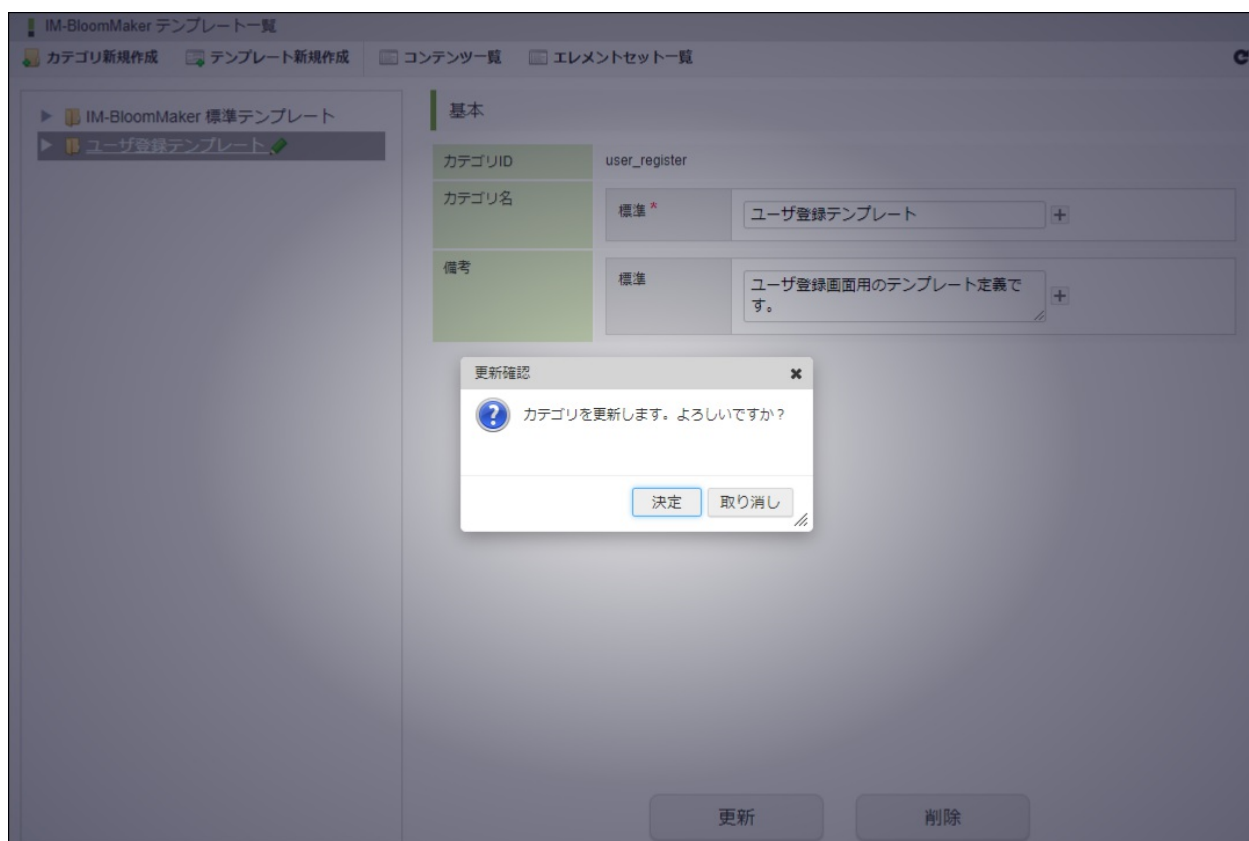 IM-BloomMaker テンプレート一覧
カテゴリ新規作成 テンプレート新規作成 コンテンツ一覧 エレメントセット一覧
IM-BloomMaker 標準テンプレート
ユーザ登録テンプレート
基本
カテゴリID user_register
カテゴリ名 標準 * ユーザ登録テンプレート
備考 標準 ユーザ登録画面用のテンプレート定義で
す。
更新確認
カテゴリを更新します。よろしいですか?
決定 取り消し
更新 削除